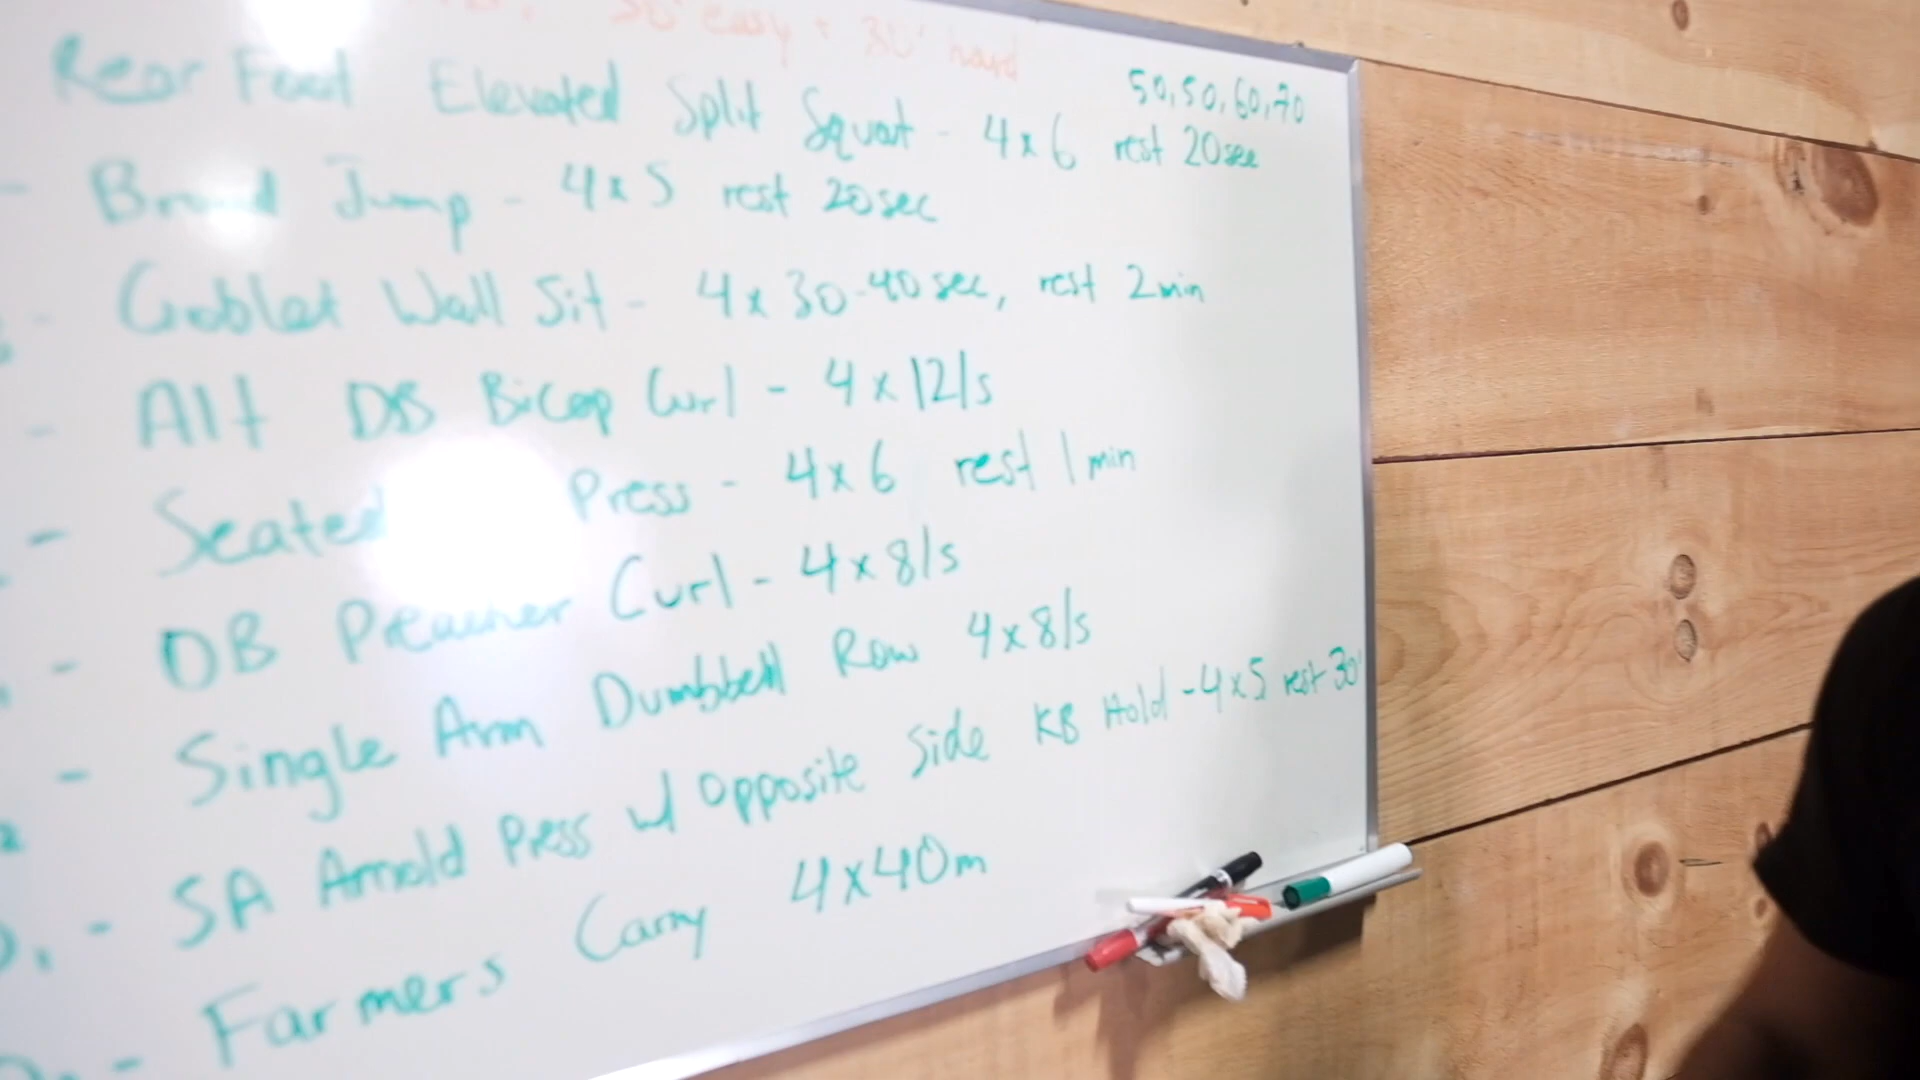 30' easy + 30' hard
50,50,60,70
Rear Foot Elevated Split Squat - 4x6 rest 20sec
- Broad Jump - 4x5 rest 20sec
- Goblet Wall Sit - 4x30-40sec, rest 2min
- Alt DB Bicep Curl - 4x12/s
- Seated Press - 4x6 rest 1min
- DB Preacher Curl - 4x8/s
- Single Arm Dumbbell Row 4x8/s
- SA Arnold Press w/ Opposite Side KB Hold - 4x5 rest 30'
- Farmers Carry 4x40m